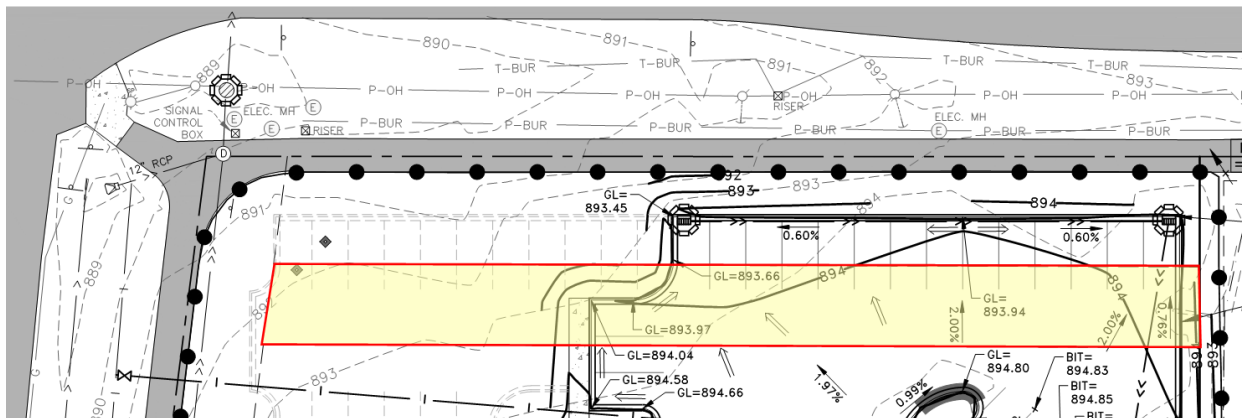 889
890
891
T-BUR
T-BUR
T-BUR
891
892
893
P-OH
P-OH
P-OH
P-OH
P-OH
P-OH
P-OH
P-OH
SIGNAL
CONTROL
BOX
ELEC. MH
E
E
E
RISER
RISER
P-BUR
P-BUR
P-BUR
P-BUR
P-BUR
ELEC. MH
E
12" RCP
D
G
892
893
893
GL=
893.45
891
894
894
0.60%
0.60%
GL=893.66
894
894
889
GL=
893.94
2.00%
2.00%
0.76%
GL=893.97
893
GL=894.04
893
GL=894.58
GL=894.66
1.97%
0.99%
GL=
894.80
BIT=
894.83
BIT=
894.85
BIT=
G
890